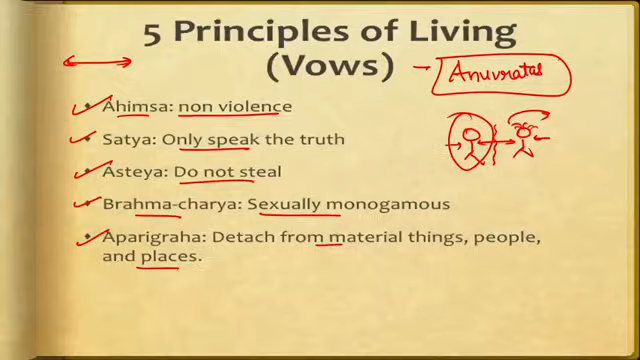 5 Principles of Living
(Vows)
Anuvratas
• Ahimsa: non violence
• Satya: Only speak the truth
• Asteya: Do not steal
• Brahma-charya: Sexually monogamous
• Aparigraha: Detach from material things, people,
and places.